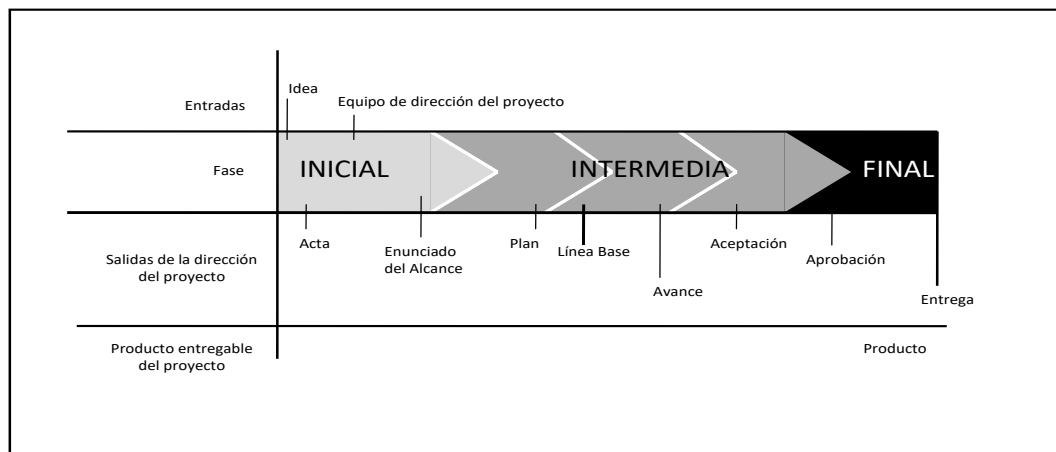 Idea
Entradas
Equipo de dirección del proyecto
Fase
INICIAL
INTERMEDIA
FINAL
Acta
Enunciado
del Alcance
Plan
Línea Base
Avance
Aceptación
Aprobación
Salidas de la dirección
del proyecto
Entrega
Producto entregable
del proyecto
Producto